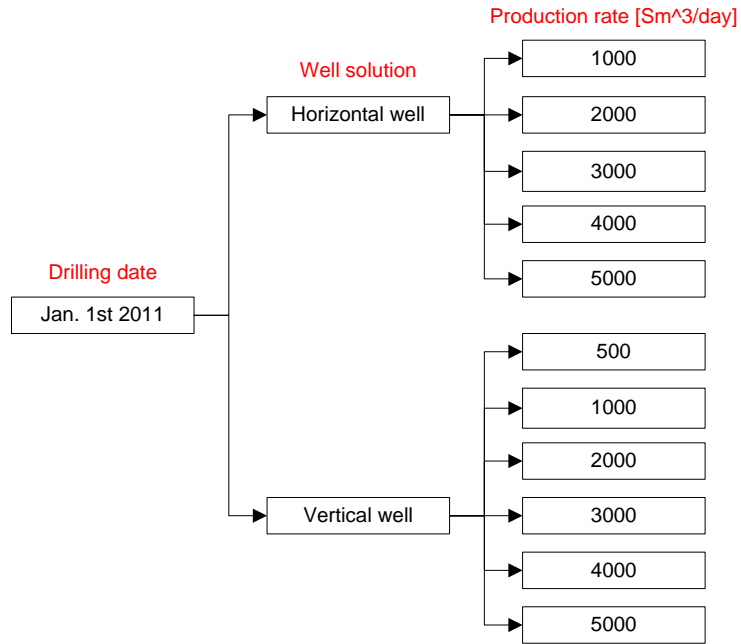 Production rate [Sm^3/day]
1000
Well solution
Horizontal well
2000
3000
4000
Drilling date
5000
Jan. 1st 2011
500
1000
2000
Vertical well
3000
4000
5000